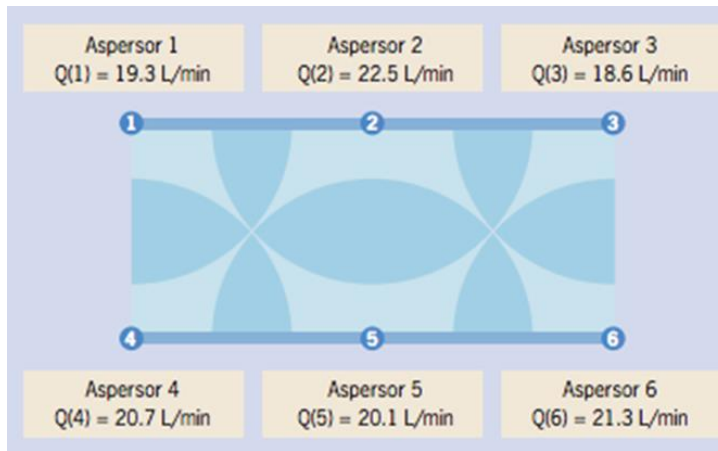 Aspersor 1
Q(1) = 19.3 L/min
Aspersor 2
Q(2) = 22.5 L/min
Aspersor 3
Q(3) = 18.6 L/min
1
2
3
4
5
6
Aspersor 4
Q(4) = 20.7 L/min
Aspersor 5
Q(5) = 20.1 L/min
Aspersor 6
Q(6) = 21.3 L/min